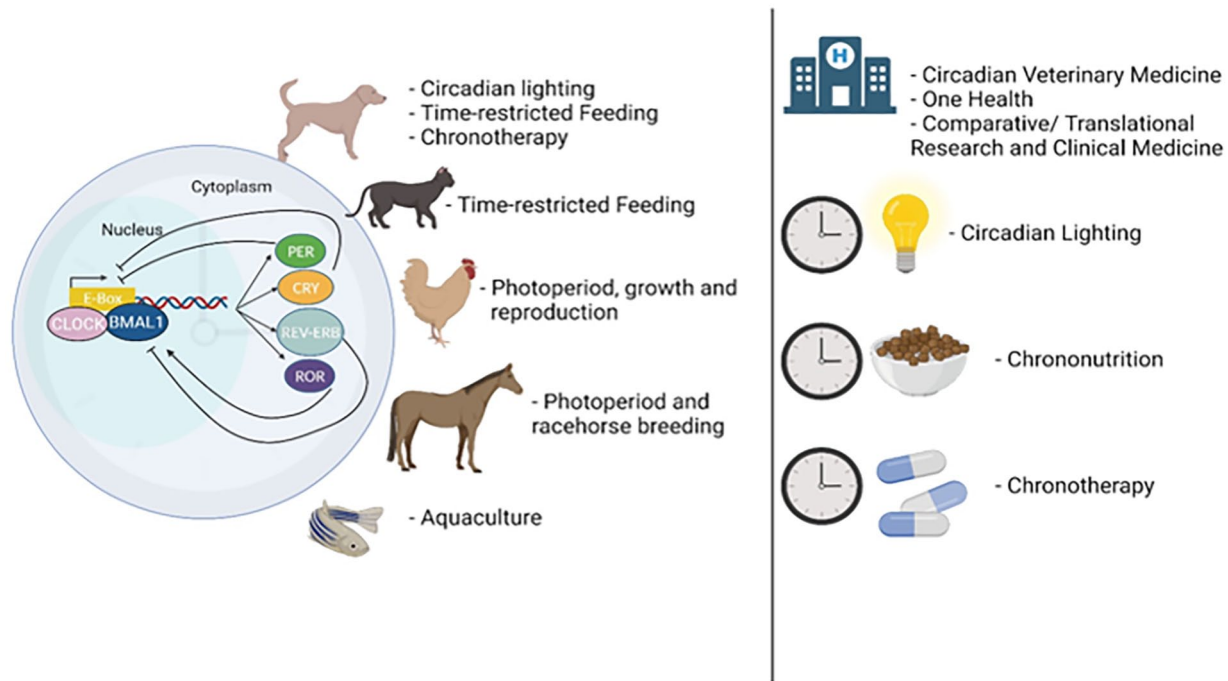 - Circadian lighting
- Time-restricted Feeding
- Chronotherapy
Cytoplasm
Nucleus
- Time-restricted Feeding
PER
CRY
E-Box
CLOCK
BMAL1
REV-ERB
ROR
- Photoperiod, growth and
reproduction
- Photoperiod and
racehorse breeding
- Aquaculture
H
- Circadian Veterinary Medicine
- One Health
- Comparative/ Translational
Research and Clinical Medicine
- Circadian Lighting
- Chrononutrition
- Chronotherapy